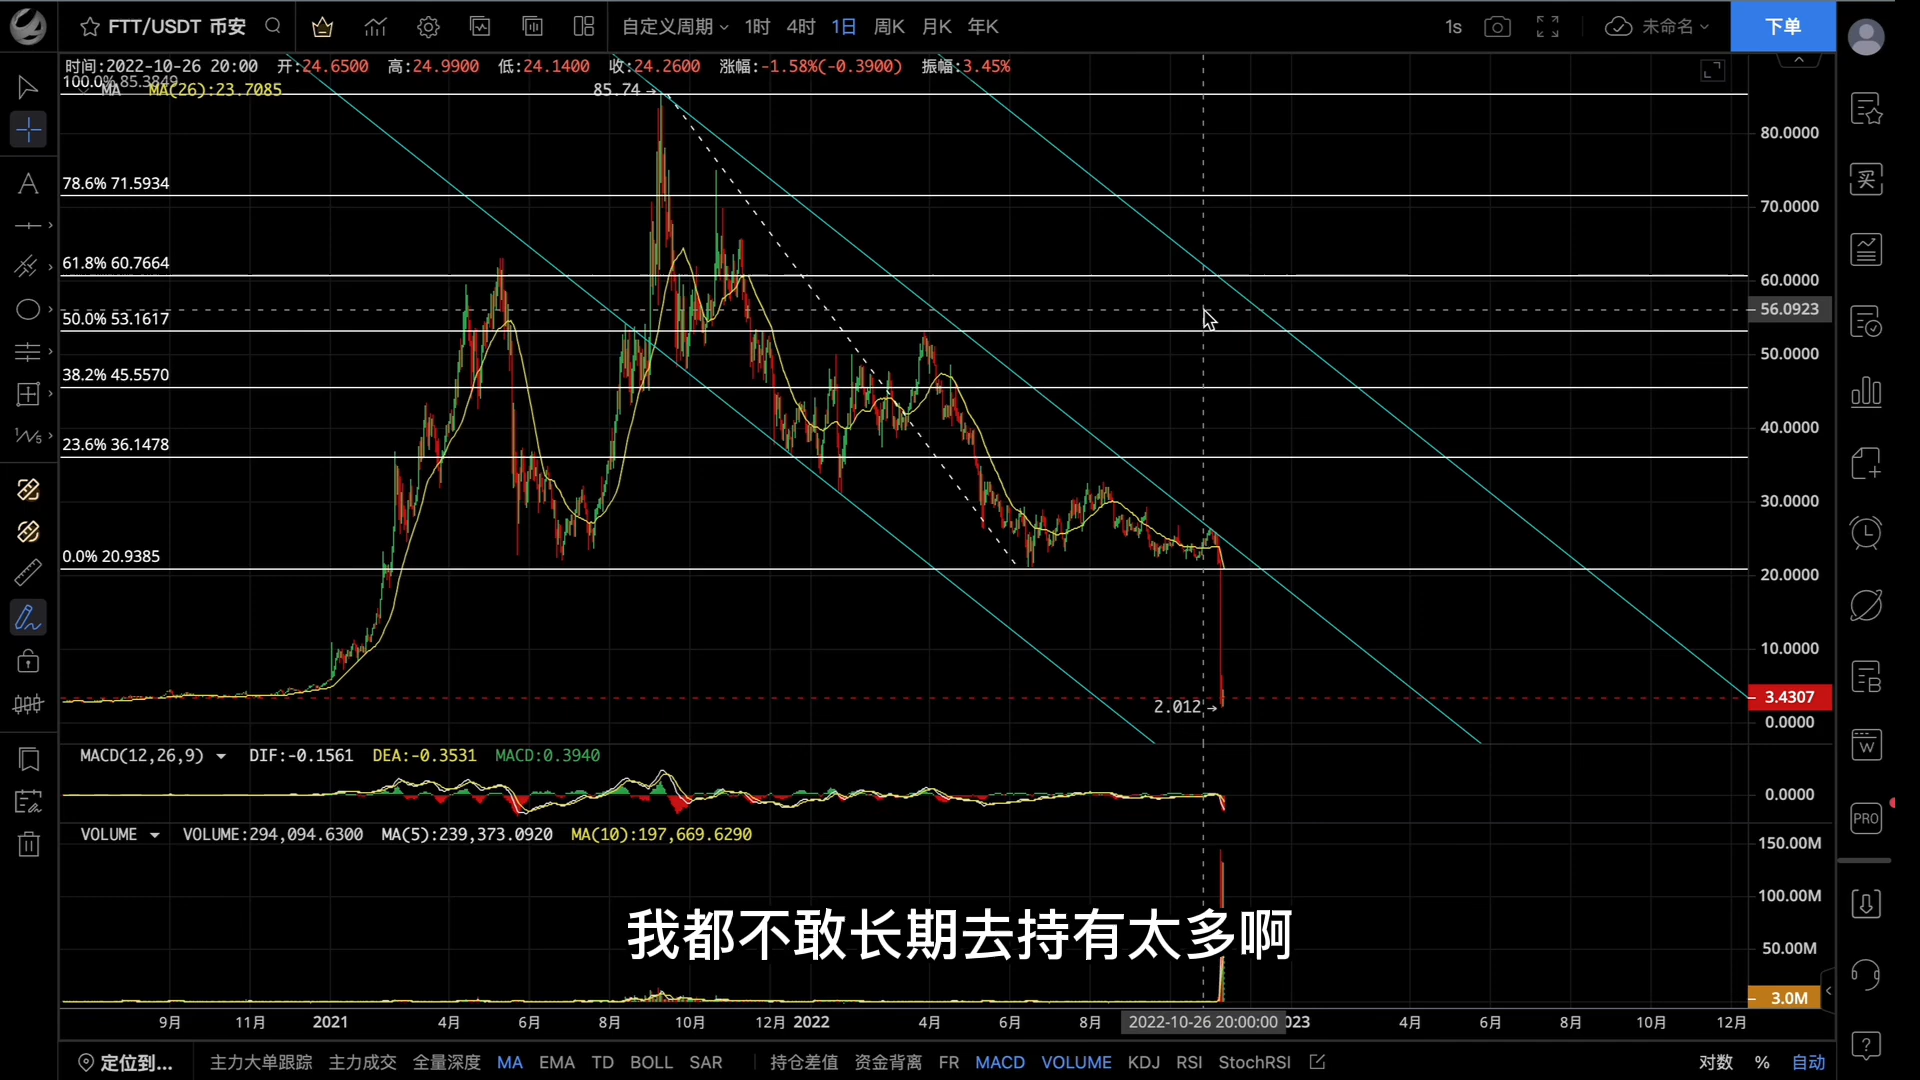 FTT/USDT 币安
自定义周期 1时 4时 1日 周K 月K 年K
1s 未命名 下单
时间:2022-10-26 20:00 开:24.6500 高:24.9900 低:24.1400 收:24.2600 涨幅:-1.58%(-0.3900) 振幅:3.45%
100.0% 85.3849
MA MA(26):23.7085
85.74
80.0000
78.6% 71.5934
70.0000
61.8% 60.7664
60.0000
50.0% 53.1617
56.0923
50.0000
38.2% 45.5570
40.0000
23.6% 36.1478
30.0000
0.0% 20.9385
20.0000
10.0000
3.4307
2.012
0.0000
MACD(12,26,9) DIF:-0.1561 DEA:-0.3531 MACD:0.3940
0.0000
PRO
VOLUME VOLUME:294,094.6300 MA(5):239,373.0920 MA(10):197,669.6290
150.00M
100.00M
我都不敢长期去持有太多啊
50.00M
3.0M
9月 11月 2021 4月 6月 8月 10月 12月 2022 4月 6月 8月 2022-10-26 20:00:00 023 4月 6月 8月 10月 12月
定位到... 主力大单跟踪 主力成交 全量深度 MA EMA TD BOLL SAR 持仓差值 资金背离 FR MACD VOLUME KDJ RSI StochRSI 对数 % 自动